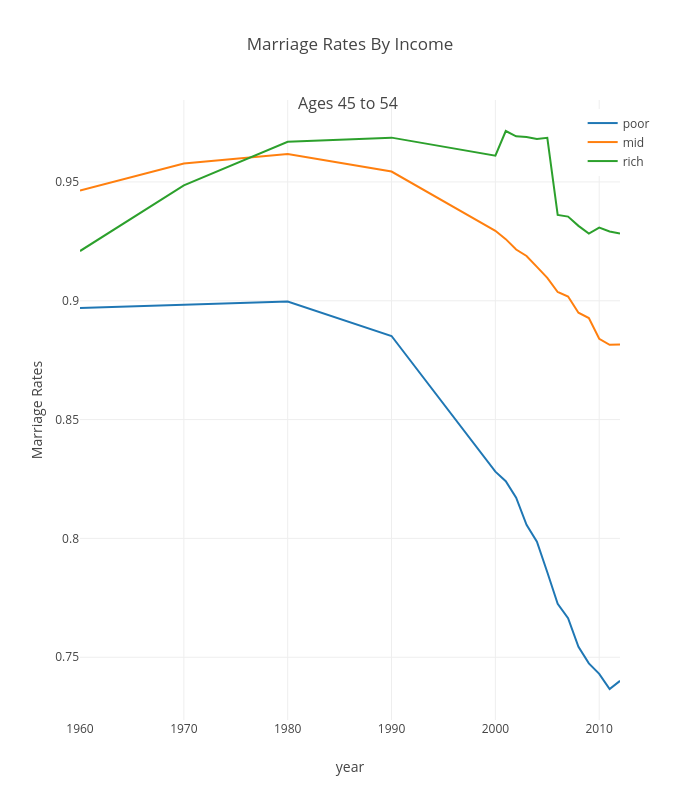 Marriage Rates By Income
Ages 45 to 54
poor
mid
rich
0.95
0.9
0.85
0.8
0.75
Marriage Rates
1960 1970 1980 1990 2000 2010
year